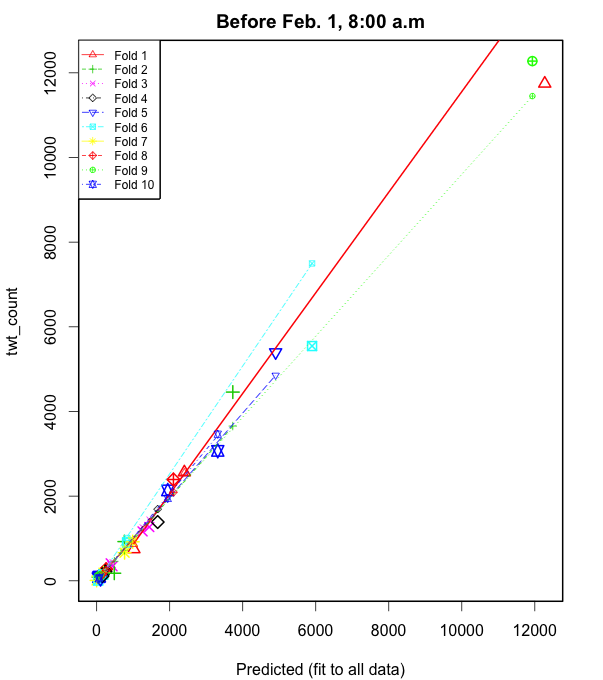 Before Feb. 1, 8:00 a.m
Fold 1
Fold 2
Fold 3
Fold 4
Fold 5
Fold 6
Fold 7
Fold 8
Fold 9
Fold 10
twt_count
12000
10000
8000
6000
4000
2000
0
0 2000 4000 6000 8000 10000 12000
Predicted (fit to all data)